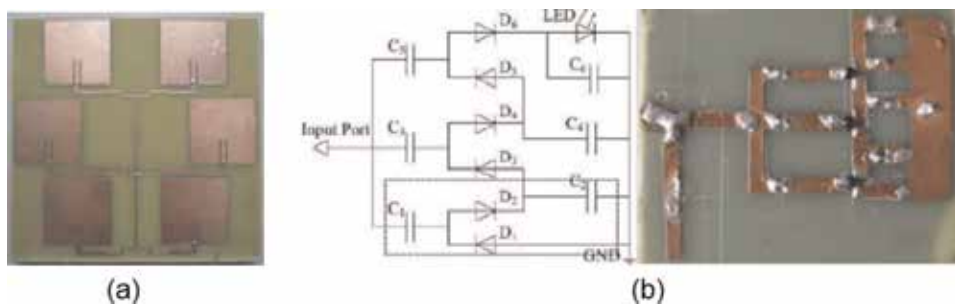 D₆ LED
C₅
D₅ C₆
D₄
Input Port C₃ C₄
D₃
C₂
C₁ D₂
D₁
GND
(a) (b)